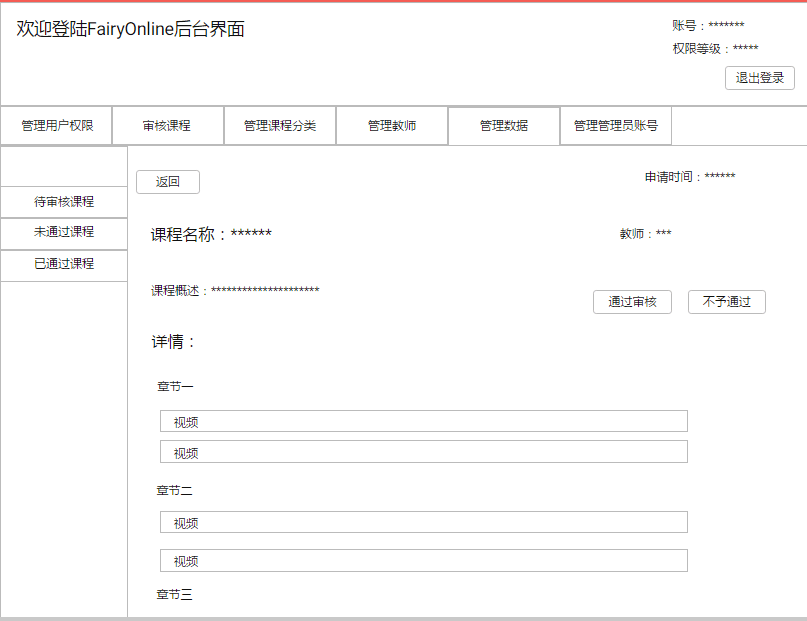 欢迎登陆FairyOnline后台界面
账号：*******
权限等级：*****
退出登录
管理用户权限 审核课程 管理课程分类 管理教师 管理数据 管理管理员账号
待审核课程
未通过课程
已通过课程
返回
申请时间：******
课程名称：******
教师：***
课程概述：*********************
通过审核 不予通过
详情：
章节一
视频
视频
章节二
视频
视频
章节三